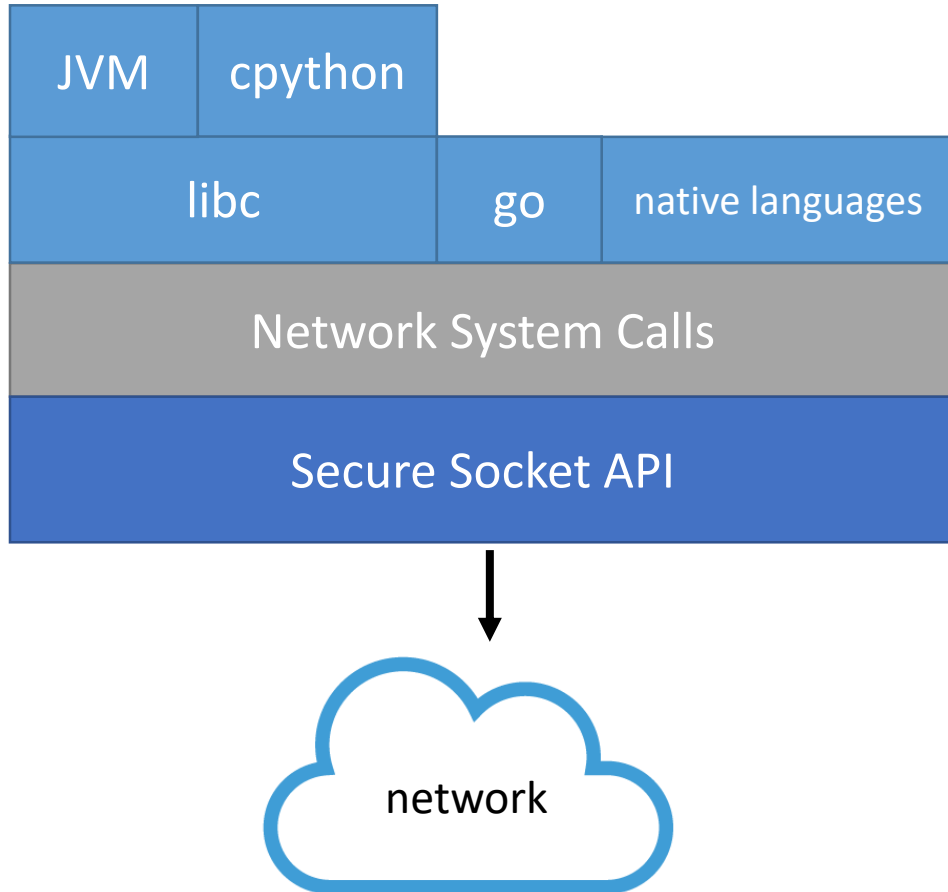 JVM cpython
libc go native languages
Network System Calls
Secure Socket API
network